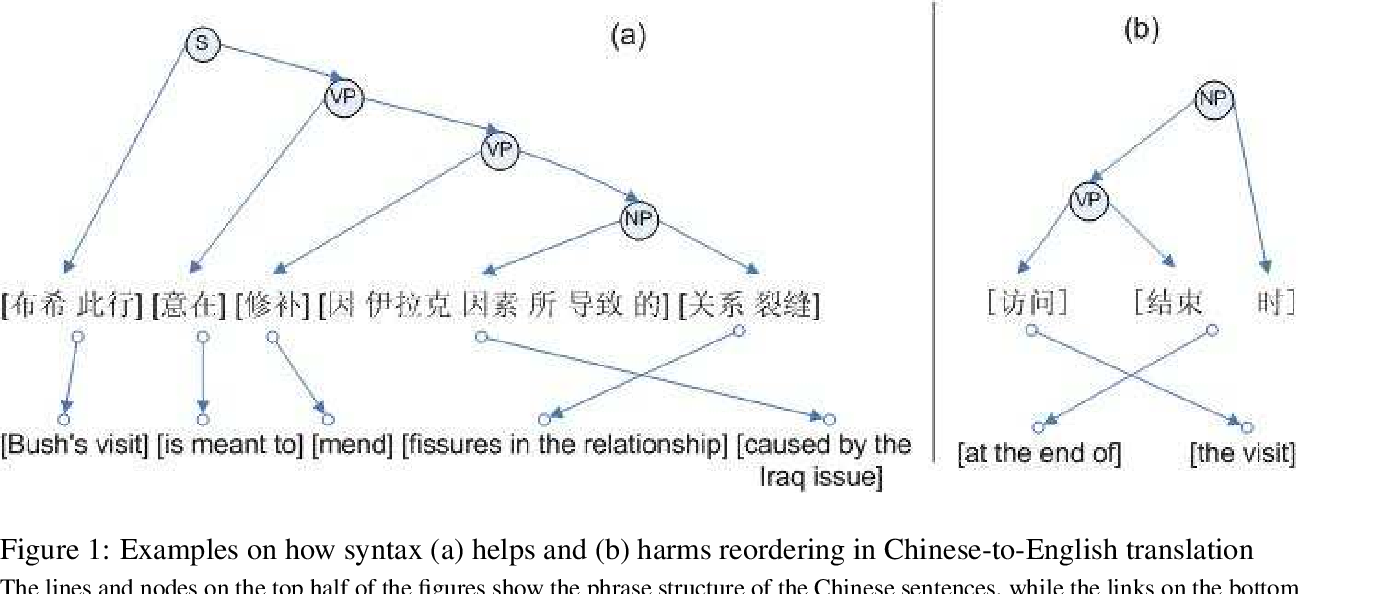 (a)
(b)
S
VP
NP
VP
VP
NP
[布希 此行] [意在] [修补] [因 伊拉克 因素 所 导致 的] [关系 裂缝]
[访问] [结束 时]
[Bush's visit] [is meant to] [mend] [fissures in the relationship] [caused by the
Iraq issue]
[at the end of] [the visit]
Figure 1: Examples on how syntax (a) helps and (b) harms reordering in Chinese-to-English translation
The lines and nodes on the top half of the figures show the phrase structure of the Chinese sentences, while the links on the bottom